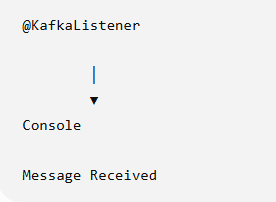 @KafkaListener
│
▼
Console
Message Received